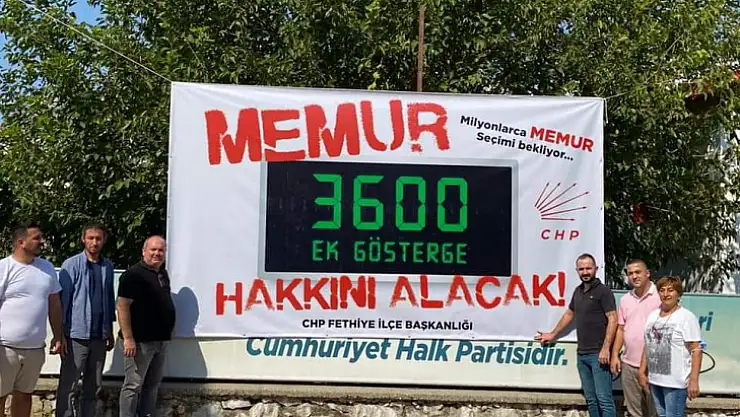 MEMUR
Milyonlarca MEMUR
Seçimi bekliyor...
3600
EK GÖSTERGE
CHP
HAKKINI ALACAK!
CHP FETHİYE İLÇE BAŞKANLIĞI
Cumhuriyet Halk Partisidir.